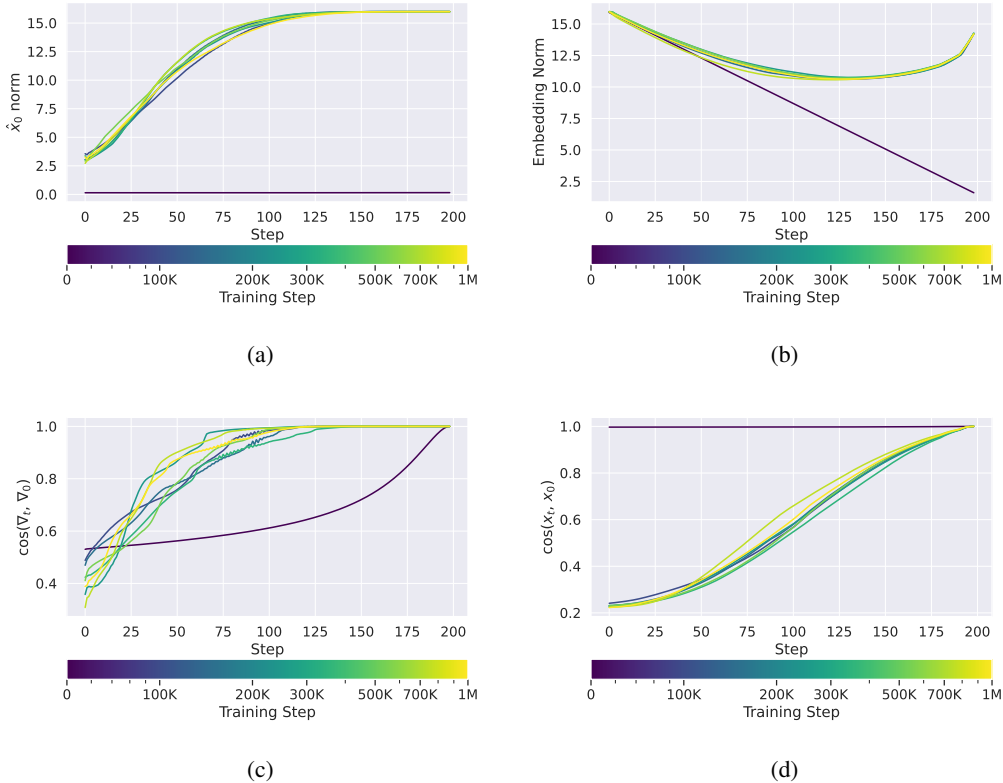 15.0
12.5
10.0
7.5
5.0
2.5
0.0
x̂₀ norm
0 25 50 75 100 125 150 175 200
Step
0 100K 200K 300K 500K 700K 1M
Training Step
(a)
15.0
12.5
10.0
7.5
5.0
2.5
Embedding Norm
0 25 50 75 100 125 150 175 200
Step
0 100K 200K 300K 500K 700K 1M
Training Step
(b)
1.0
0.8
0.6
0.4
cos(∇ₜ, ∇₀)
0 25 50 75 100 125 150 175 200
Step
0 100K 200K 300K 500K 700K 1M
Training Step
(c)
1.0
0.8
0.6
0.4
0.2
cos(xₜ, x₀)
0 25 50 75 100 125 150 175 200
Step
0 100K 200K 300K 500K 700K 1M
Training Step
(d)